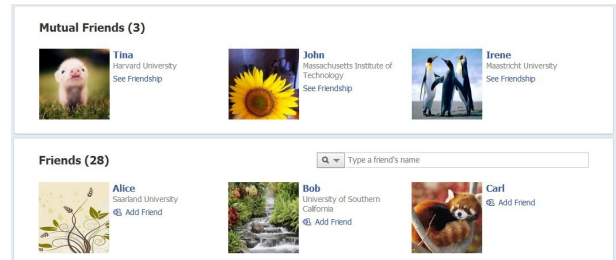 Mutual Friends (3)
Tina
Harvard University
See Friendship
John
Massachusetts Institute of
Technology
See Friendship
Irene
Maastricht University
See Friendship
Friends (28)
Type a friend's name
Alice
Saarland University
Add Friend
Bob
University of Southern
California
Add Friend
Carl
Add Friend